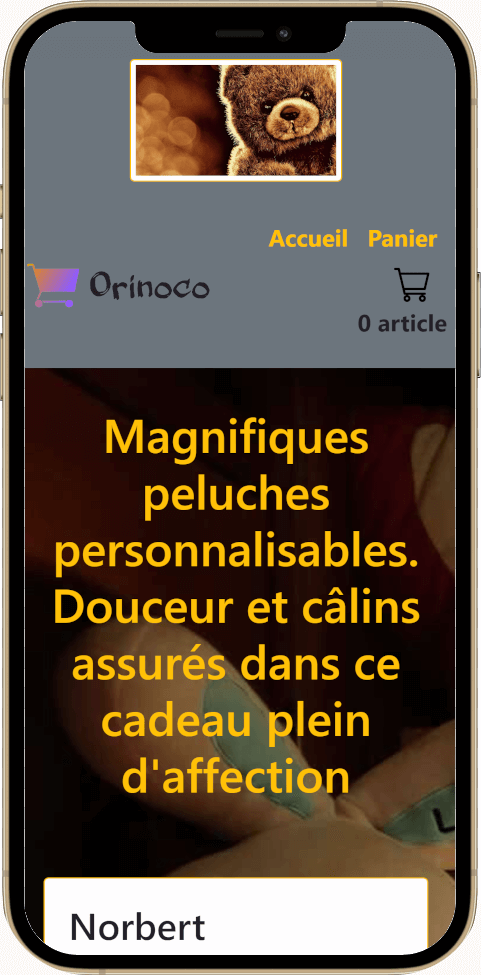 Accueil Panier
Orinoco
0 article
Magnifiques
peluches
personnalisables.
Douceur et câlins
assurés dans ce
cadeau plein
d'affection
L
Norbert